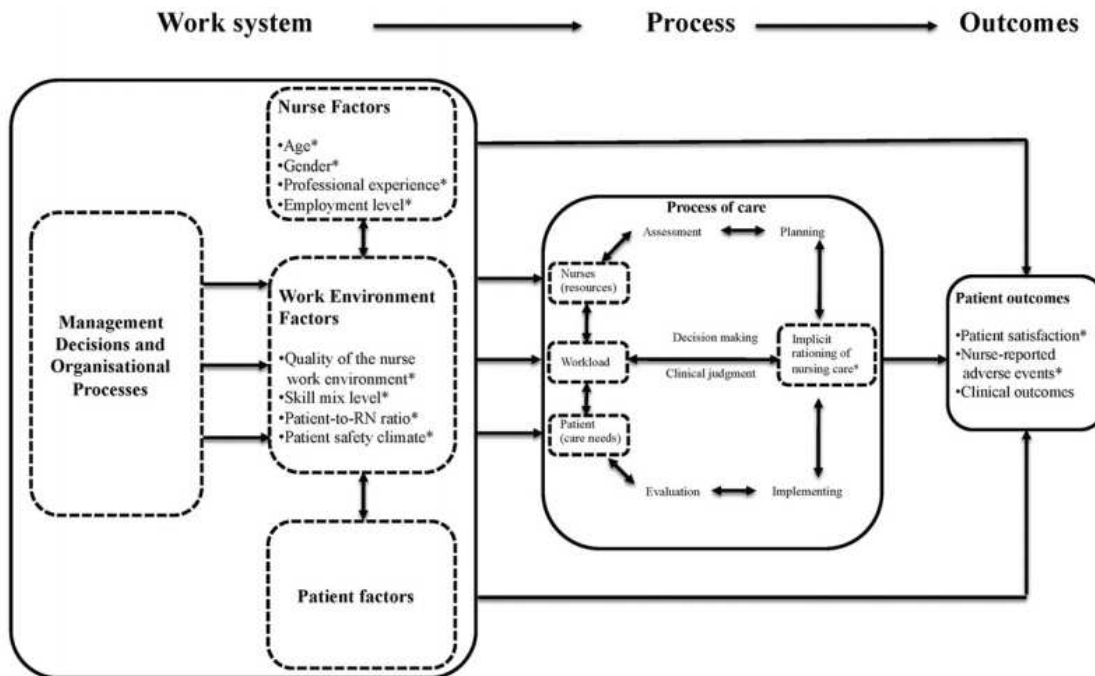 Work system
Process
Outcomes
Nurse Factors
•Age*
•Gender*
•Professional experience*
•Employment level*
Management
Decisions and
Organisational
Processes
Work Environment
Factors
•Quality of the nurse
work environment*
•Skill mix level*
•Patient-to-RN ratio*
•Patient safety climate*
Patient factors
Process of care
Assessment
Planning
Nurses
(resources)
Workload
Decision making
Clinical judgment
Implicit
rationing of
nursing care*
Patient
(care needs)
Evaluation
Implementing
Patient outcomes
•Patient satisfaction*
•Nurse-reported
adverse events*
•Clinical outcomes